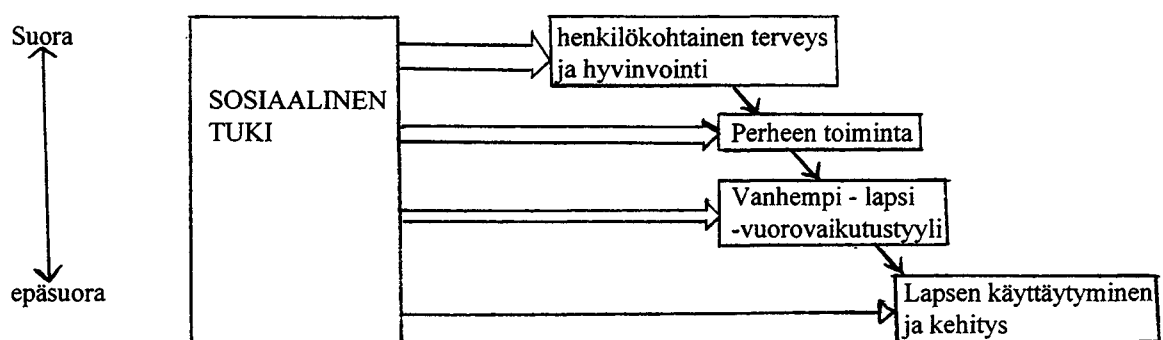 Suora
epäsuora
SOSIAALINEN
TUKI
henkilökohtainen terveys
ja hyvinvointi
Perheen toiminta
Vanhempi - lapsi
-vuorovaikutustyyli
Lapsen käyttäytyminen
ja kehitys